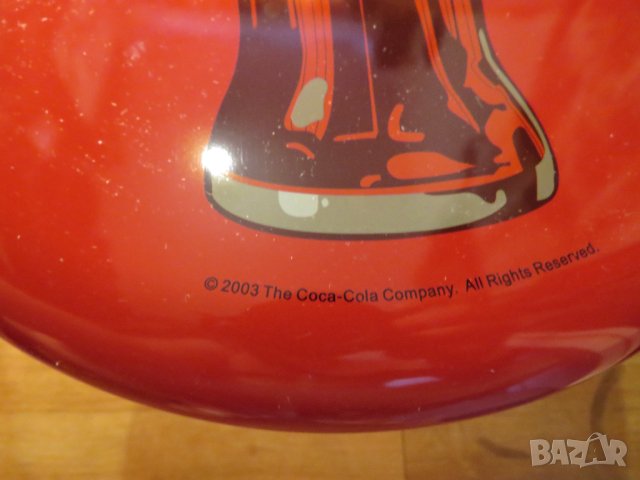 © 2003 The Coca-Cola Company. All Rights Reserved.
BAZAR